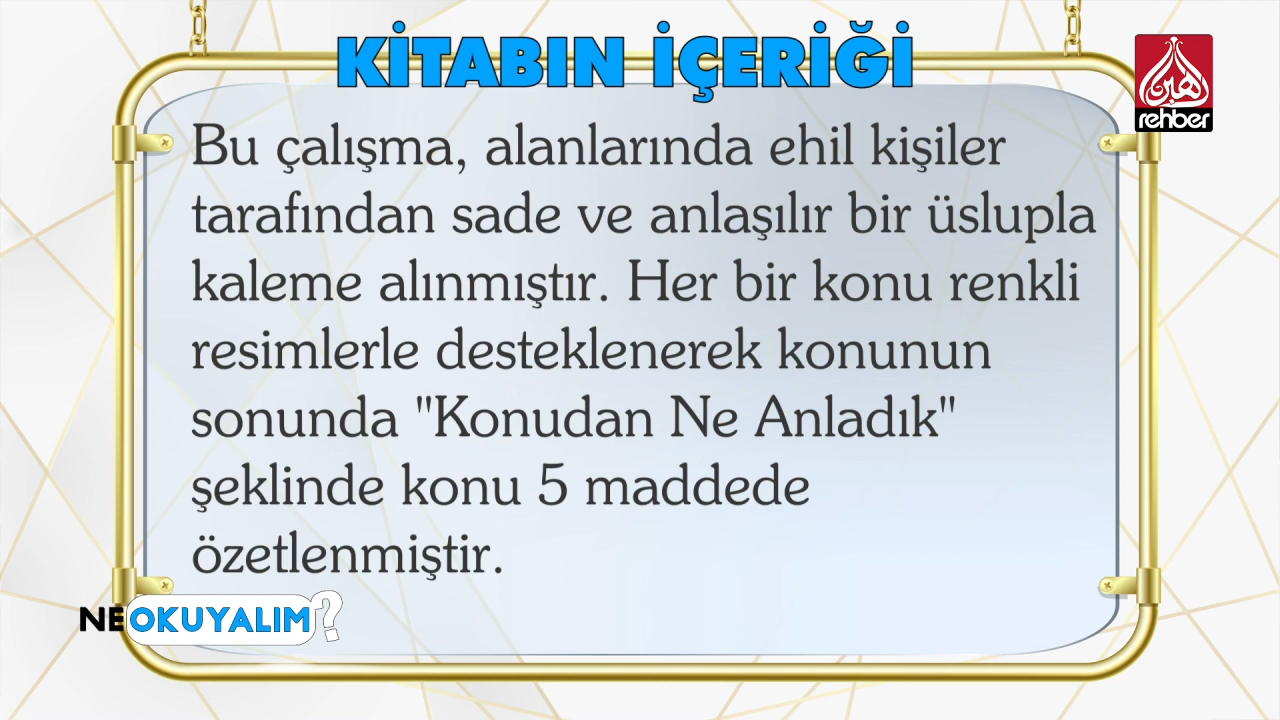 KİTABIN İÇERİĞİ
رهبر
rehber
Bu çalışma, alanlarında ehil kişiler
tarafından sade ve anlaşılır bir üslupla
kaleme alınmıştır. Her bir konu renkli
resimlerle desteklenerek konunun
sonunda "Konudan Ne Anladık"
şeklinde konu 5 maddede
özetlenmiştir.
NE OKUYALIM?